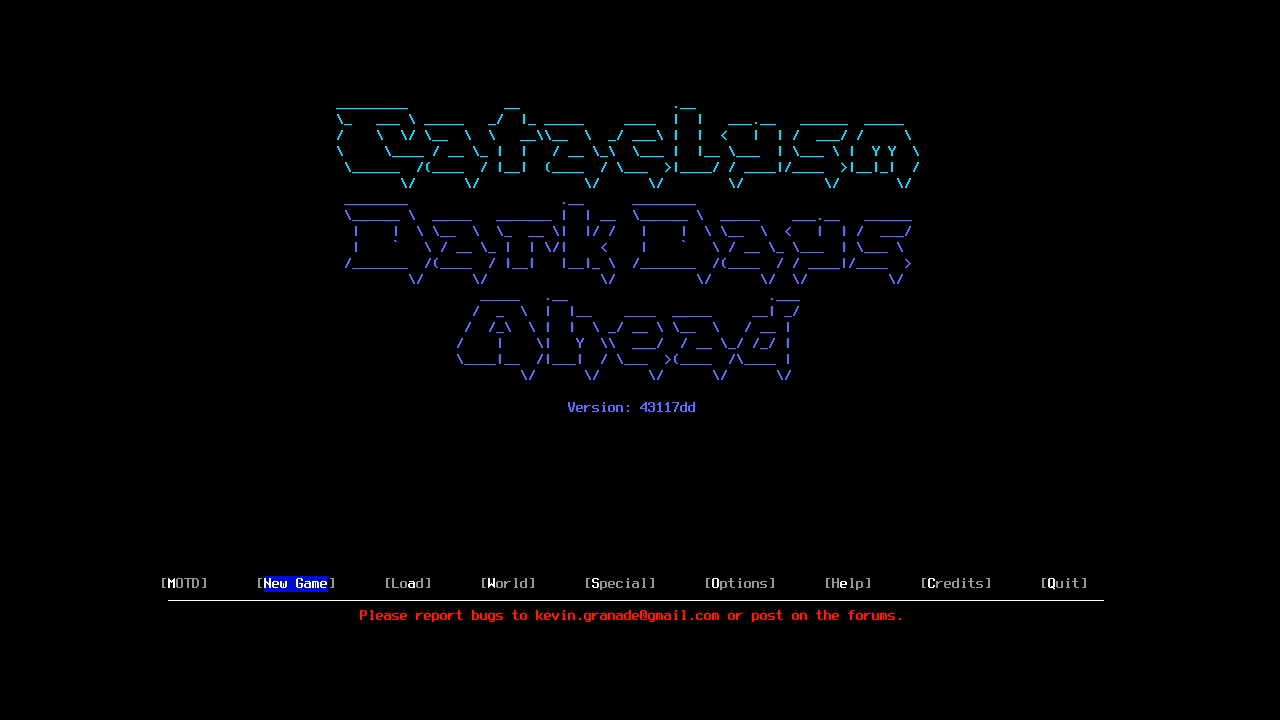 Cataclysm
Dark Days
Ahead
Version: 43117dd
[MOTD] [New Game] [Load] [World] [Special] [Options] [Help] [Credits] [Quit]
Please report bugs to kevin.granade@gmail.com or post on the forums.